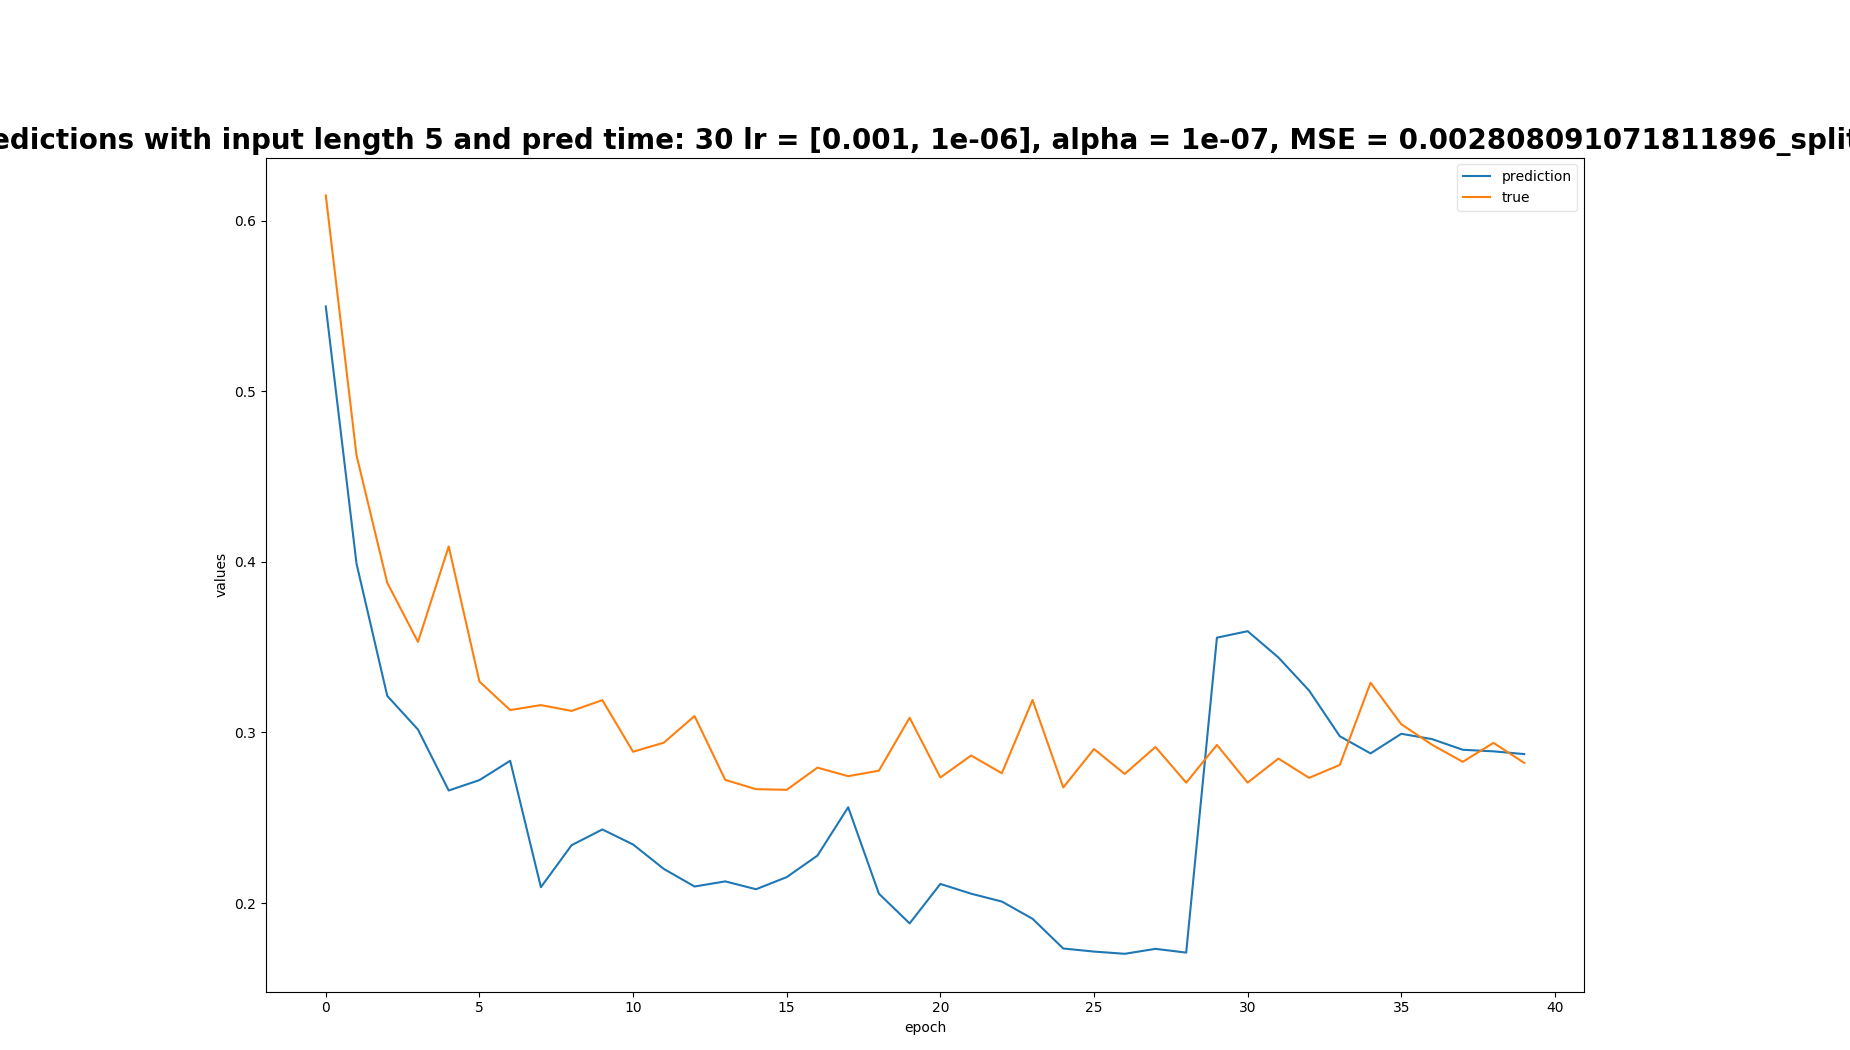 edictions with input length 5 and pred time: 30 lr = [0.001, 1e-06], alpha = 1e-07, MSE = 0.002808091071811896_split
prediction
true
0.6
0.5
0.4
0.3
0.2
values
0 5 10 15 20 25 30 35 40
epoch